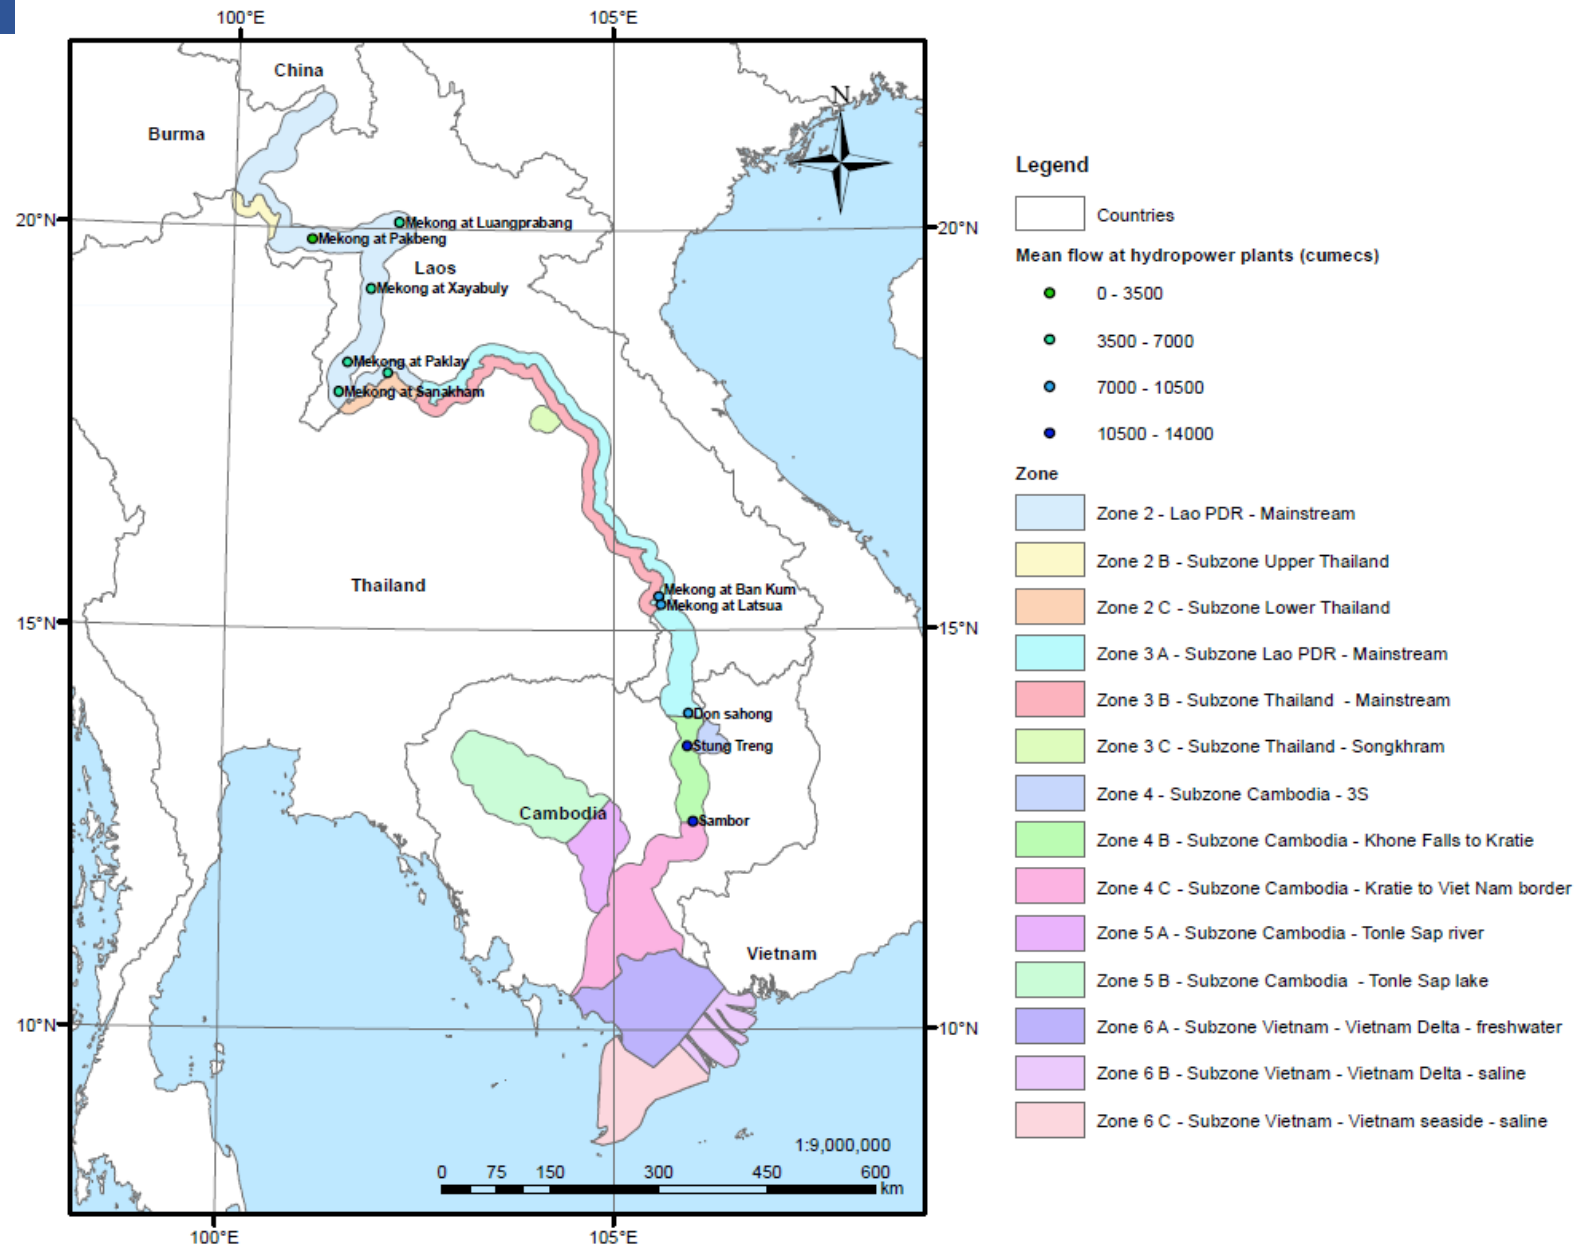 100°E 105°E
China
N
Burma
20°N 20°N
Mekong at Luangprabang
Mekong at Pakbeng
Laos
Mekong at Xayabuly
Mekong at Paklay
Mekong at Sanakham
Mekong at Ban Kum
Mekong at Latsua
Thailand
15°N 15°N
Don sahong
Stung Treng
Cambodia
Sambor
Vietnam
10°N 10°N
1:9,000,000
0 75 150 300 450 600
km
100°E 105°E
Legend
Countries
Mean flow at hydropower plants (cumecs)
0 - 3500
3500 - 7000
7000 - 10500
10500 - 14000
Zone
Zone 2 - Lao PDR - Mainstream
Zone 2 B - Subzone Upper Thailand
Zone 2 C - Subzone Lower Thailand
Zone 3 A - Subzone Lao PDR - Mainstream
Zone 3 B - Subzone Thailand - Mainstream
Zone 3 C - Subzone Thailand - Songkhram
Zone 4 - Subzone Cambodia - 3S
Zone 4 B - Subzone Cambodia - Khone Falls to Kratie
Zone 4 C - Subzone Cambodia - Kratie to Viet Nam border
Zone 5 A - Subzone Cambodia - Tonle Sap river
Zone 5 B - Subzone Cambodia - Tonle Sap lake
Zone 6 A - Subzone Vietnam - Vietnam Delta - freshwater
Zone 6 B - Subzone Vietnam - Vietnam Delta - saline
Zone 6 C - Subzone Vietnam - Vietnam seaside - saline